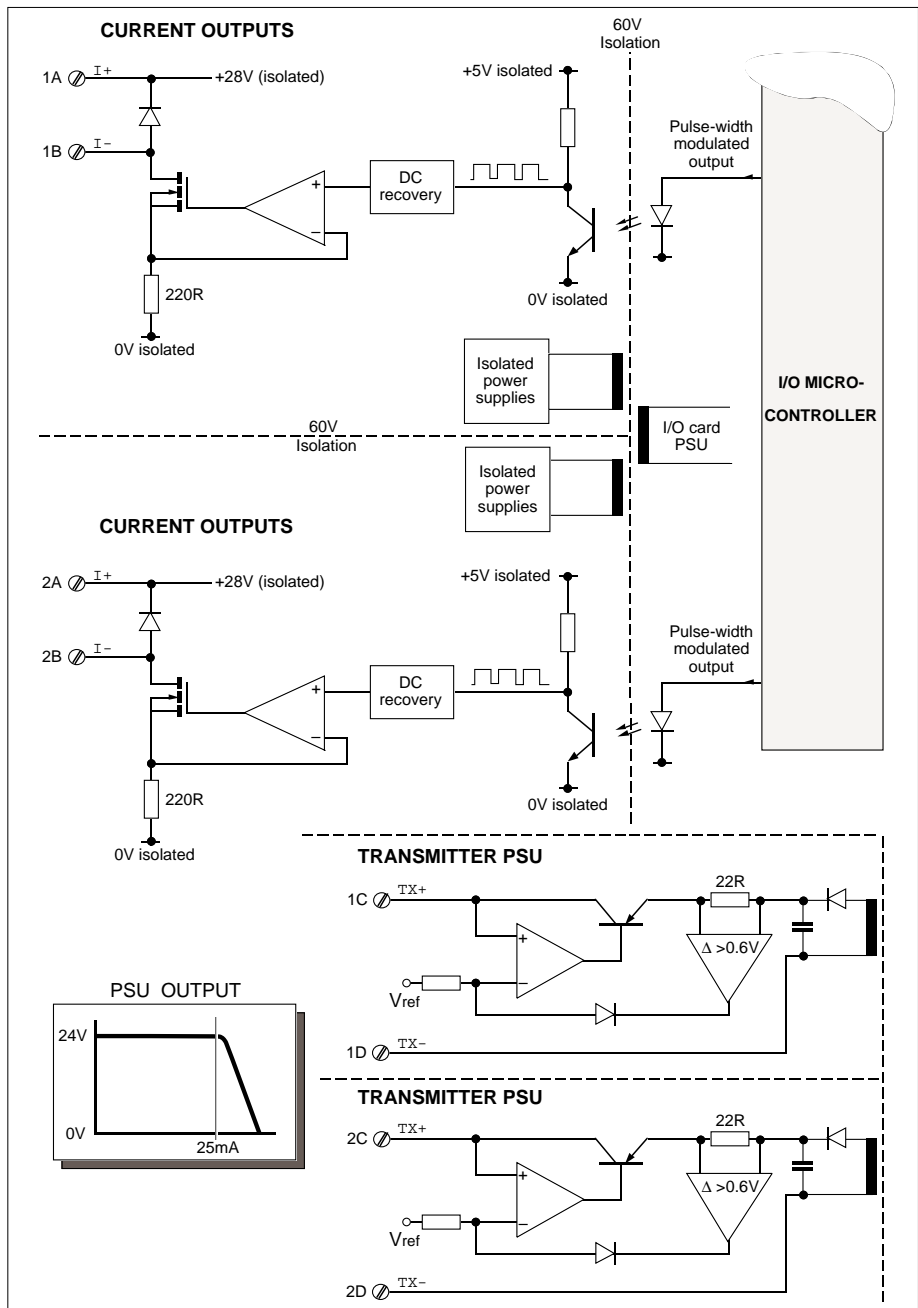 CURRENT OUTPUTS
60V
Isolation
1A I+
+28V (isolated)
+5V isolated
1B I-
Pulse-width
modulated
output
DC
recovery
+
−
220R
0V isolated
0V isolated
Isolated
power
supplies
I/O card
PSU
I/O MICRO-
CONTROLLER
60V
Isolation
Isolated
power
supplies
CURRENT OUTPUTS
2A I+
+28V (isolated)
+5V isolated
2B I-
Pulse-width
modulated
output
DC
recovery
+
−
220R
0V isolated
0V isolated
TRANSMITTER PSU
1C TX+
22R
+
−
Δ >0.6V
Vref
1D TX-
PSU OUTPUT
24V
0V
25mA
TRANSMITTER PSU
2C TX+
22R
+
−
Δ >0.6V
Vref
2D TX-